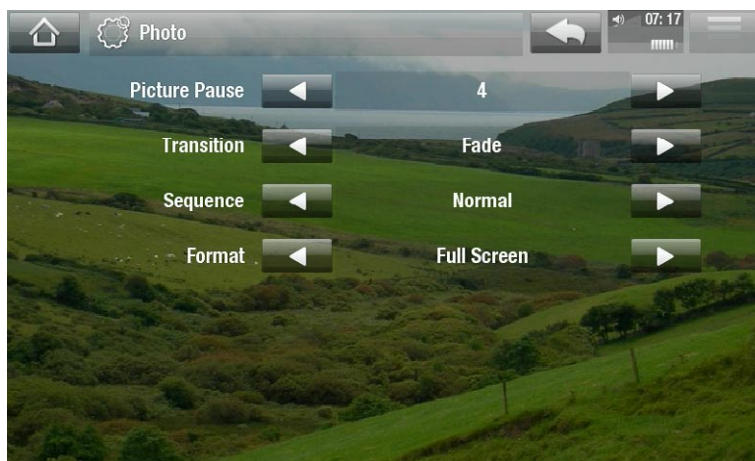 Photo
07:17
Picture Pause 4
Transition Fade
Sequence Normal
Format Full Screen